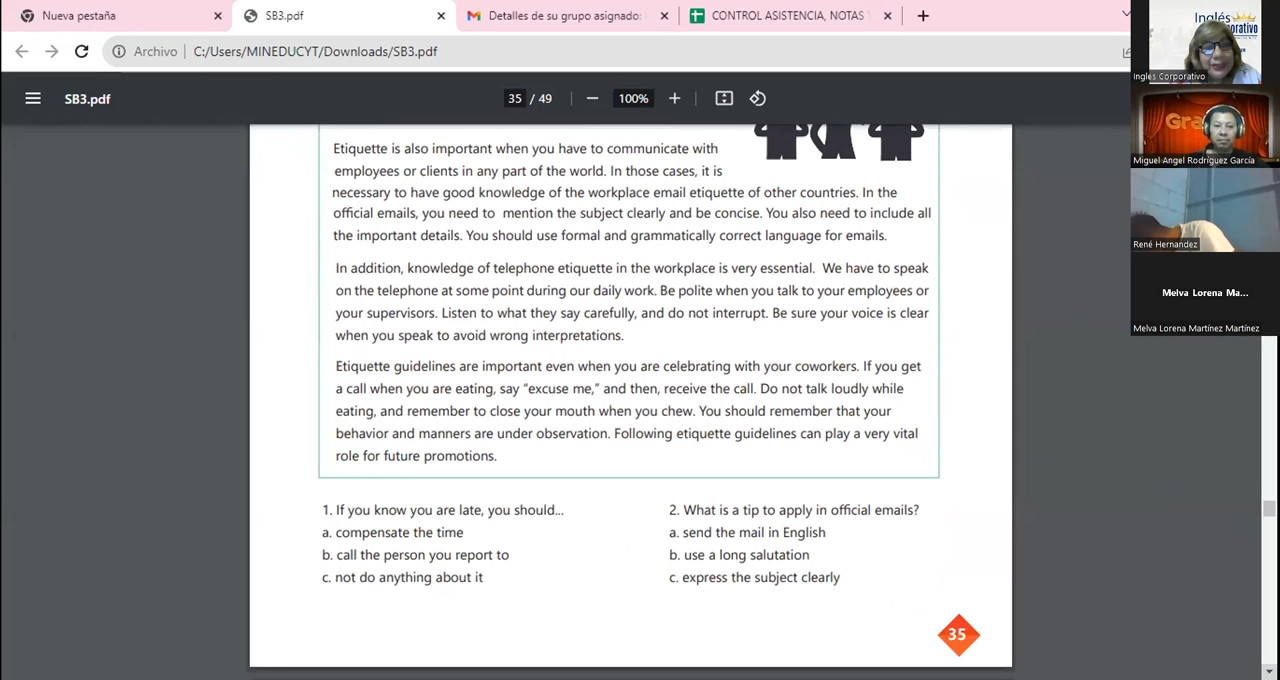 Nueva pestaña
SB3.pdf
Detalles de su grupo asignado:
CONTROL ASISTENCIA, NOTAS
Archivo
C:/Users/MINEDUCYT/Downloads/SB3.pdf
SB3.pdf
35 / 49
100%
Etiquette is also important when you have to communicate with
employees or clients in any part of the world. In those cases, it is
necessary to have good knowledge of the workplace email etiquette of other countries. In the
official emails, you need to mention the subject clearly and be concise. You also need to include all
the important details. You should use formal and grammatically correct language for emails.
In addition, knowledge of telephone etiquette in the workplace is very essential. We have to speak
on the telephone at some point during our daily work. Be polite when you talk to your employees or
your supervisors. Listen to what they say carefully, and do not interrupt. Be sure your voice is clear
when you speak to avoid wrong interpretations.
Etiquette guidelines are important even when you are celebrating with your coworkers. If you get
a call when you are eating, say “excuse me,” and then, receive the call. Do not talk loudly while
eating, and remember to close your mouth when you chew. You should remember that your
behavior and manners are under observation. Following etiquette guidelines can play a very vital
role for future promotions.
1. If you know you are late, you should...
a. compensate the time
b. call the person you report to
c. not do anything about it
2. What is a tip to apply in official emails?
a. send the mail in English
b. use a long salutation
c. express the subject clearly
35
Inglés
Ingles Corporativo
Gra
Miguel Angel Rodríguez García
René Hernandez
Melva Lorena Ma...
Melva Lorena Martínez Martínez